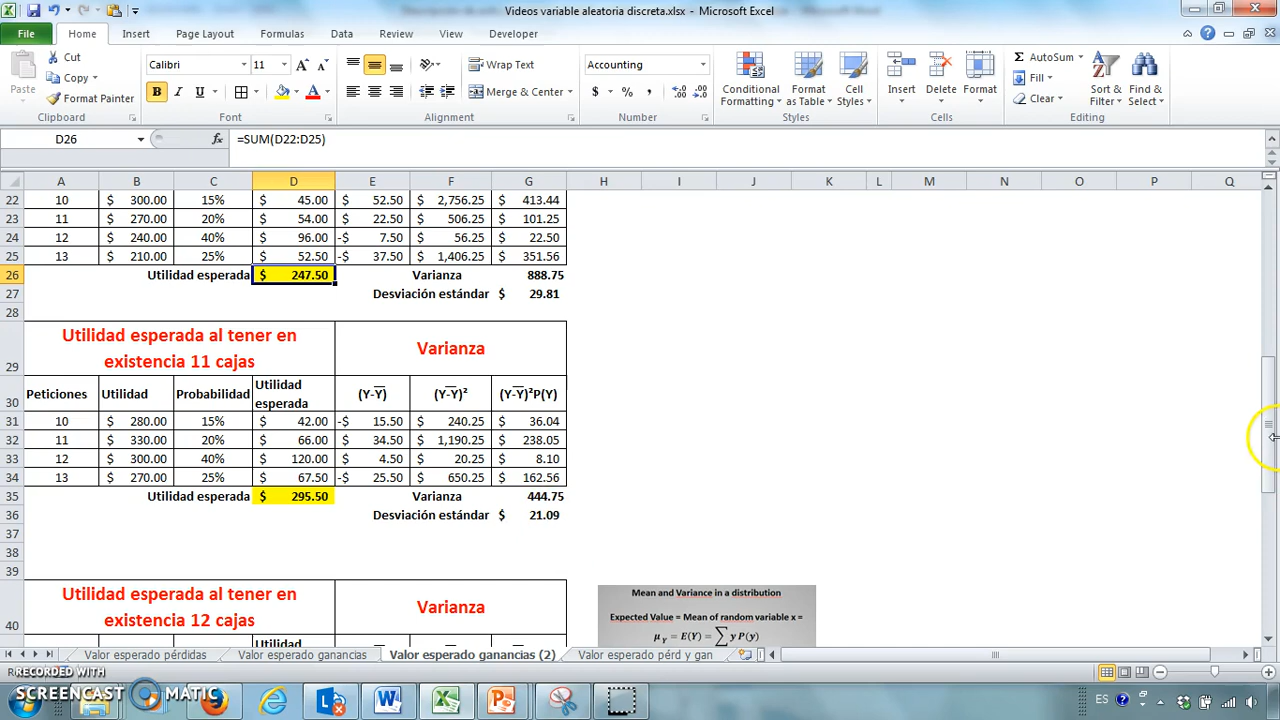 Videos variable aleatoria discreta.xlsx - Microsoft Excel
File Home Insert Page Layout Formulas Data Review View Developer
Cut
Copy
Format Painter
Paste
Clipboard
Calibri 11
Font
Wrap Text
Merge & Center
Alignment
Accounting
$ % ,
Number
Conditional Formatting
Format as Table
Cell Styles
Styles
Insert Delete Format
Cells
AutoSum
Fill
Clear
Sort & Filter
Find & Select
Editing
D26 fx =SUM(D22:D25)
A B C D E F G H I J K L M N O P Q
22 10 $ 300.00 15% $ 45.00 $ 52.50 $ 2,756.25 $ 413.44
23 11 $ 270.00 20% $ 54.00 $ 22.50 $ 506.25 $ 101.25
24 12 $ 240.00 40% $ 96.00 -$ 7.50 $ 56.25 $ 22.50
25 13 $ 210.00 25% $ 52.50 -$ 37.50 $ 1,406.25 $ 351.56
26 Utilidad esperada $ 247.50 Varianza 888.75
27 Desviación estándar $ 29.81
28
29 Utilidad esperada al tener en existencia 11 cajas Varianza
30 Peticiones Utilidad Probabilidad Utilidad esperada (Y-Y̅) (Y-Y̅)² (Y-Y̅)²P(Y)
31 10 $ 280.00 15% $ 42.00 -$ 15.50 $ 240.25 $ 36.04
32 11 $ 330.00 20% $ 66.00 $ 34.50 $ 1,190.25 $ 238.05
33 12 $ 300.00 40% $ 120.00 $ 4.50 $ 20.25 $ 8.10
34 13 $ 270.00 25% $ 67.50 -$ 25.50 $ 650.25 $ 162.56
35 Utilidad esperada $ 295.50 Varianza 444.75
36 Desviación estándar $ 21.09
37
38
39
40 Utilidad esperada al tener en existencia 12 cajas Varianza
Utilidad
Mean and Variance in a distribution
Expected Value = Mean of random variable x =
μ_Y = E(Y) = ∑ y P(y)
Valor esperado pérdidas Valor esperado ganancias Valor esperado ganancias (2) Valor esperado pérd y gan
100%
RECORDED WITH
SCREENCAST MATIC
ES